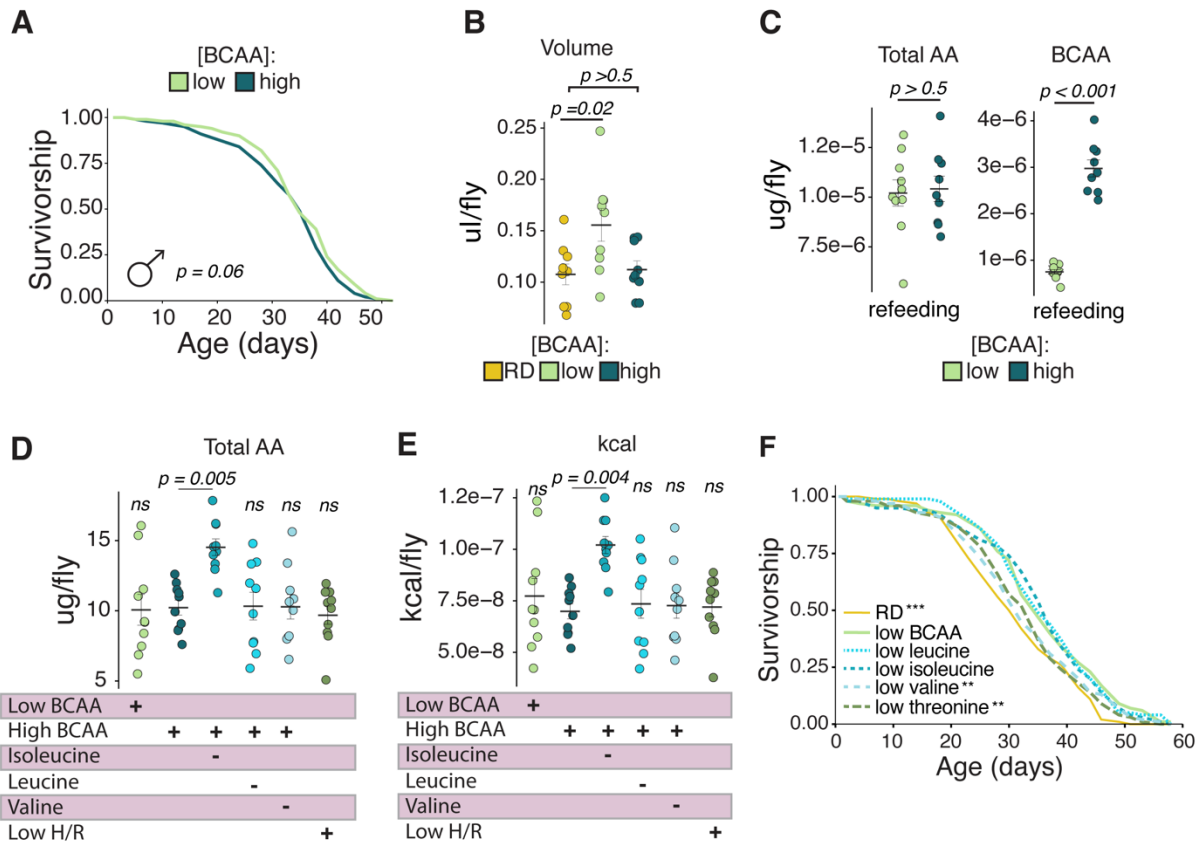 A
[BCAA]:
low high
Survivorship
1.00
0.75
0.50
0.25
0.00
♂ p = 0.06
0 10 20 30 40 50
Age (days)
B
Volume
p >0.5
p =0.02
ul/fly
0.25
0.20
0.15
0.10
[BCAA]:
RD low high
C
Total AA BCAA
p > 0.5 p < 0.001
ug/fly
1.2e-5
1.0e-5
7.5e-6
4e-6
3e-6
2e-6
1e-6
refeeding refeeding
[BCAA]:
low high
D
Total AA
p = 0.005
ns ns ns ns
ug/fly
15
10
5
Low BCAA +
High BCAA + + + +
Isoleucine -
Leucine -
Valine -
Low H/R +
E
kcal
p = 0.004
ns ns ns ns
kcal/fly
1.2e-7
1.0e-7
7.5e-8
5.0e-8
Low BCAA +
High BCAA + + + +
Isoleucine -
Leucine -
Valine -
Low H/R +
F
Survivorship
1.00
0.75
0.50
0.25
0.00
RD ***
low BCAA
low leucine
low isoleucine
low valine **
low threonine **
0 10 20 30 40 50 60
Age (days)